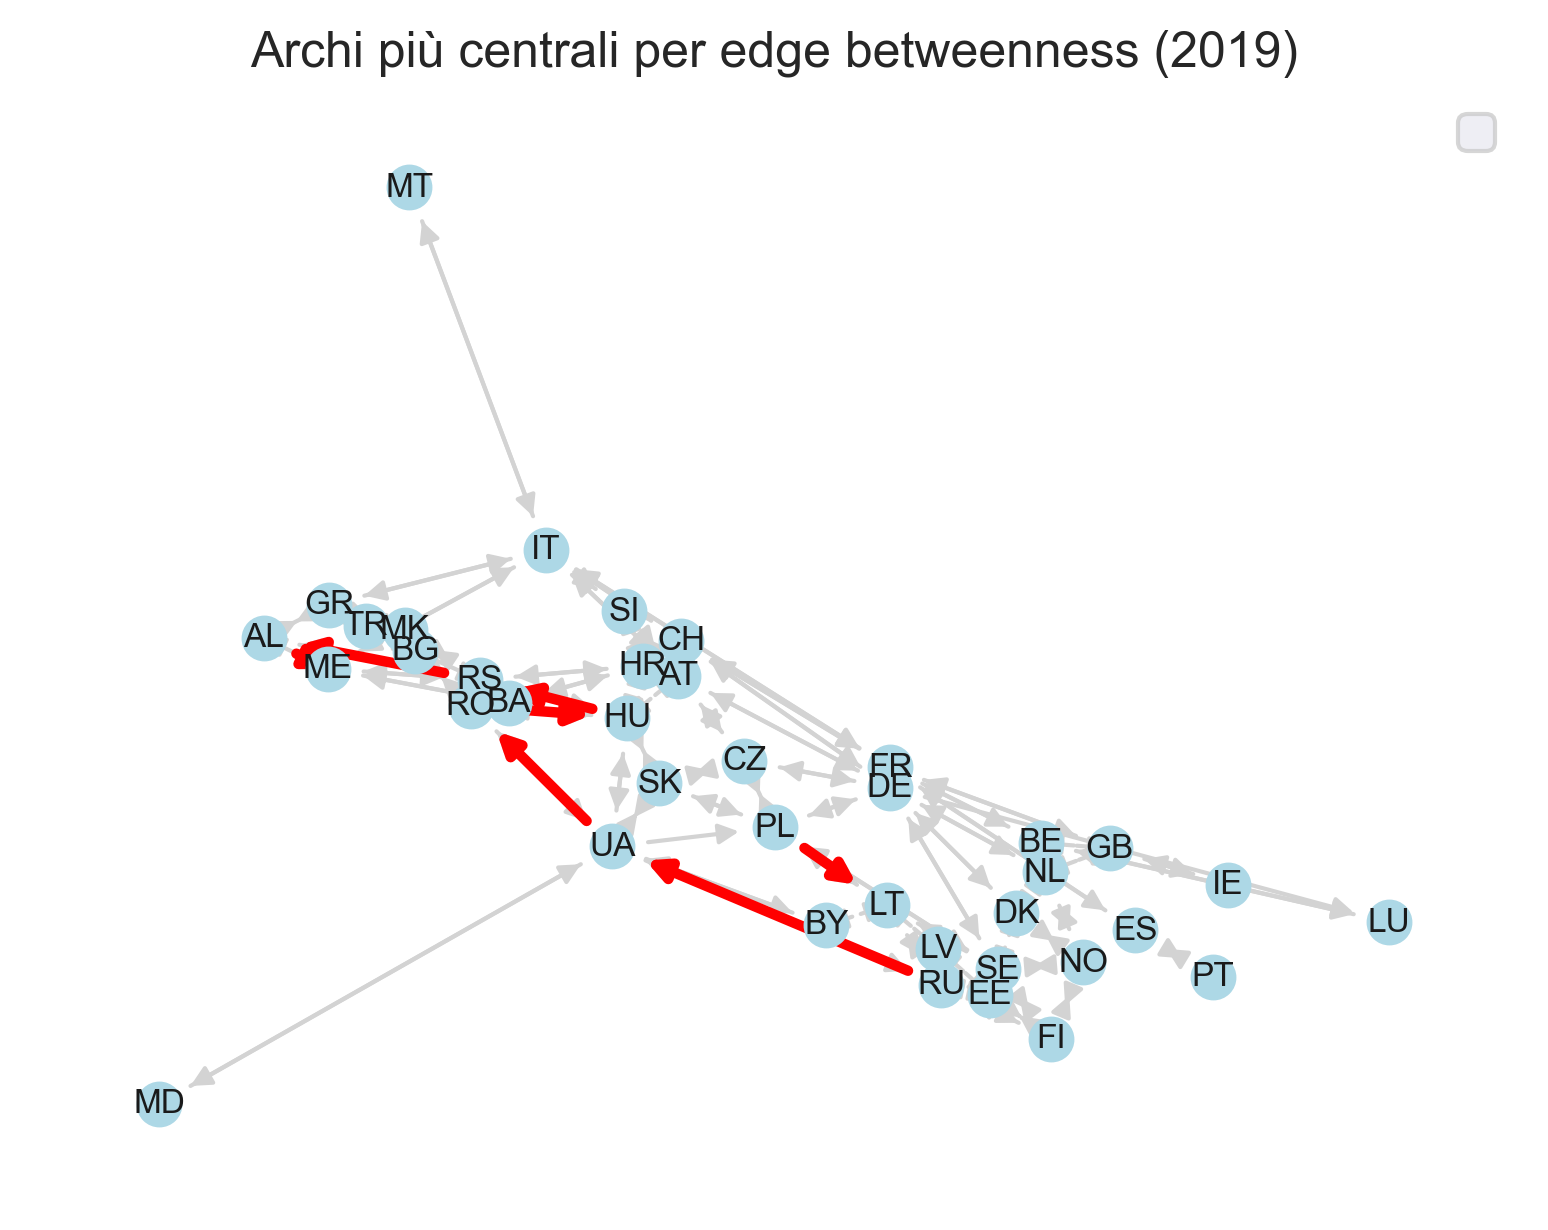 Archi più centrali per edge betweenness (2019)
MT
IT
GR
SI
TR
MK
AL
CH
BG
HR
ME
AT
RS
RO
BA
HU
CZ
FR
SK
DE
PL
UA
BE
GB
NL
IE
LT
DK
BY
LU
ES
LV
NO
SE
PT
RU
EE
FI
MD